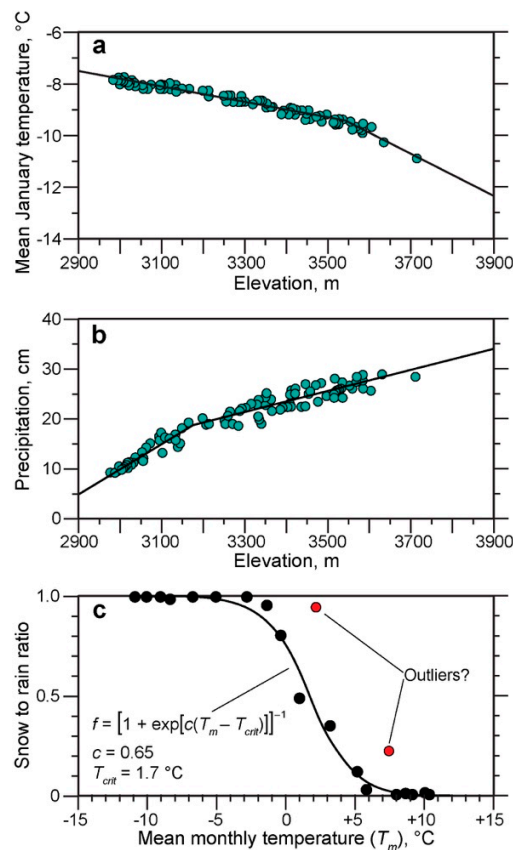 a
Mean January temperature, °C
-6
-8
-10
-12
-14
2900 3100 3300 3500 3700 3900
Elevation, m
b
Precipitation, cm
40
30
20
10
0
2900 3100 3300 3500 3700 3900
Elevation, m
c
Snow to rain ratio
1.0
0.5
0
Outliers?
f = [1 + exp[c(Tm – Tcrit)]]⁻¹
c = 0.65
Tcrit = 1.7 °C
-15 -10 -5 0 +5 +10 +15
Mean monthly temperature (Tm), °C